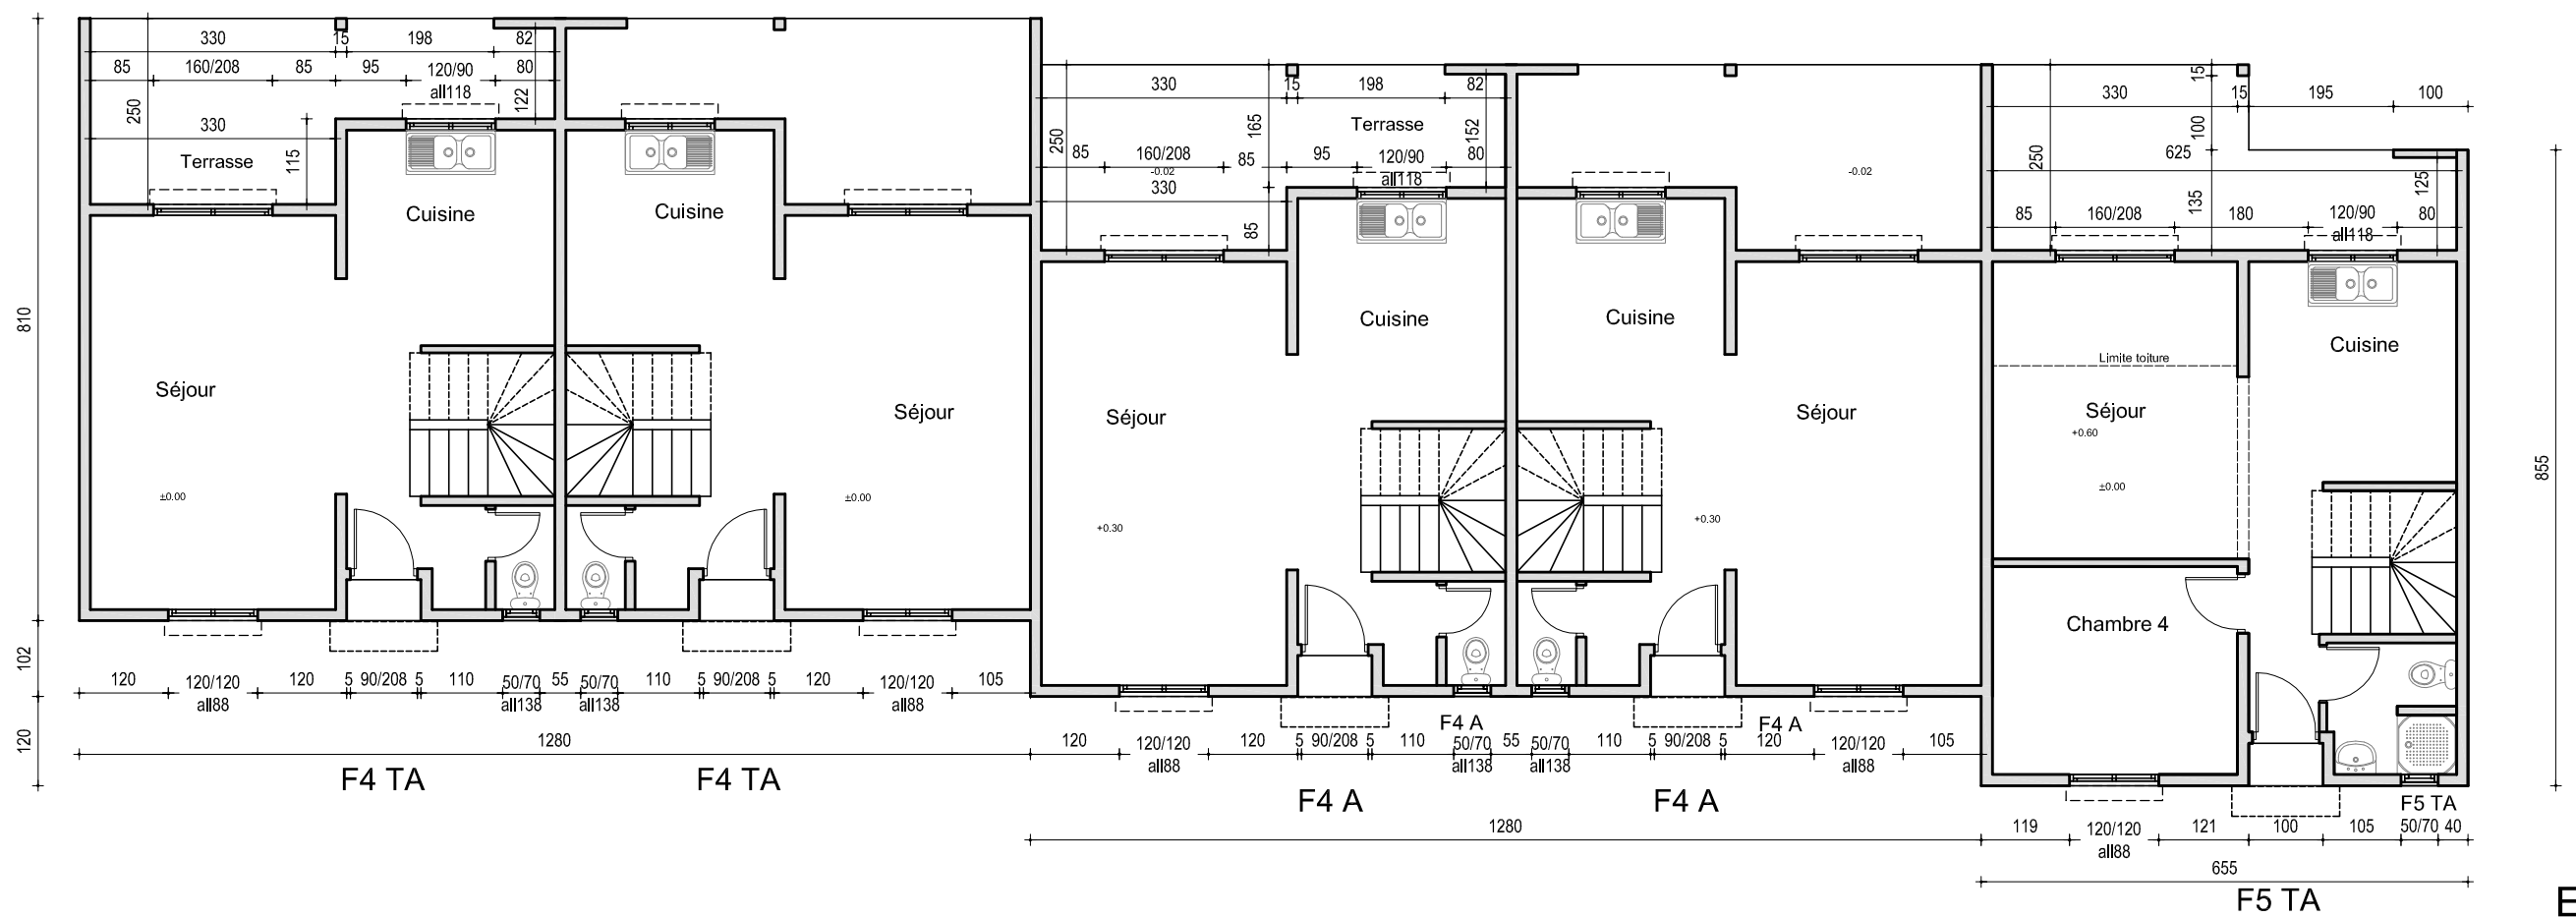 330 15 198 82
85 160/208 85 95 120/90 80
all118
250
122
330
115
Terrasse
Cuisine
Cuisine
Séjour
Séjour
±0.00
±0.00
810
102
120
120 120/120 120 5 90/208 5 110 50/70 55 50/70 110 5 90/208 5 120 120/120 105
all88 all138 all138 all88
1280
F4 TA
F4 TA
330 15 198 82
250
165
Terrasse
152
85 160/208 85 95 120/90 80
-0.02
all118
330
85
-0.02
Cuisine
Cuisine
Séjour
Séjour
+0.30
+0.30
F4 A
F4 A
120 120/120 120 5 90/208 5 110 50/70 55 50/70 110 5 90/208 5 120 120/120 105
all88 all138 all138 all88
F4 A
F4 A
1280
15
330 15 195 100
100
250
625
125
135
85 160/208 180 120/90 80
all118
Limite toiture
Cuisine
Séjour
+0.60
±0.00
Chambre 4
855
F5 TA
119 120/120 121 100 105 50/70 40
all88
655
F5 TA